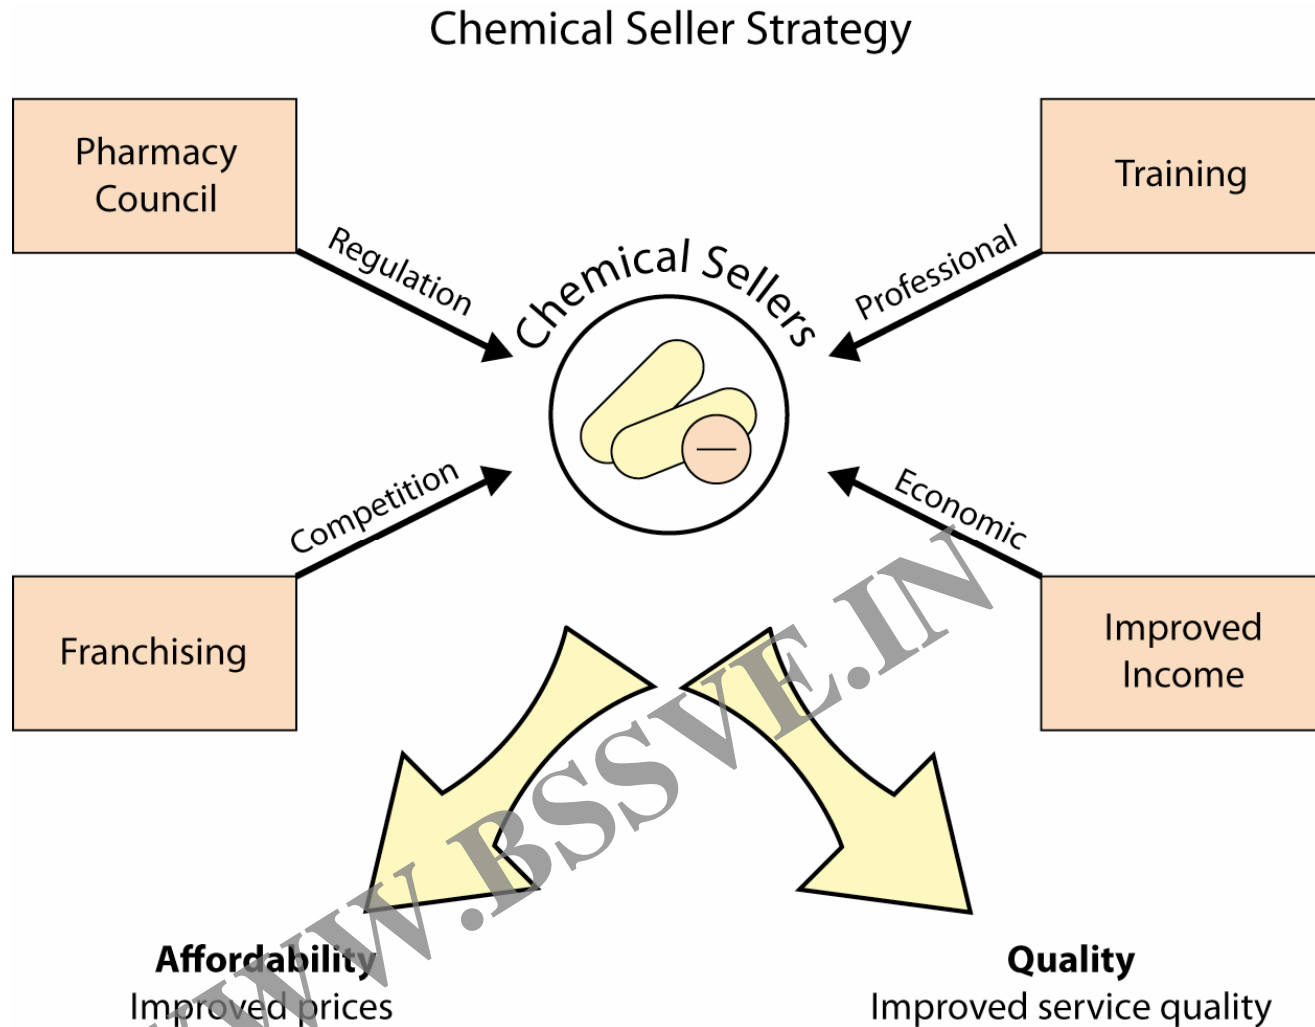 Chemical Seller Strategy
Pharmacy
Council
Training
Regulation
Professional
Chemical Sellers
Competition
Economic
Franchising
Improved
Income
Affordability
Improved prices
Quality
Improved service quality
WWW.BSSVE.IN